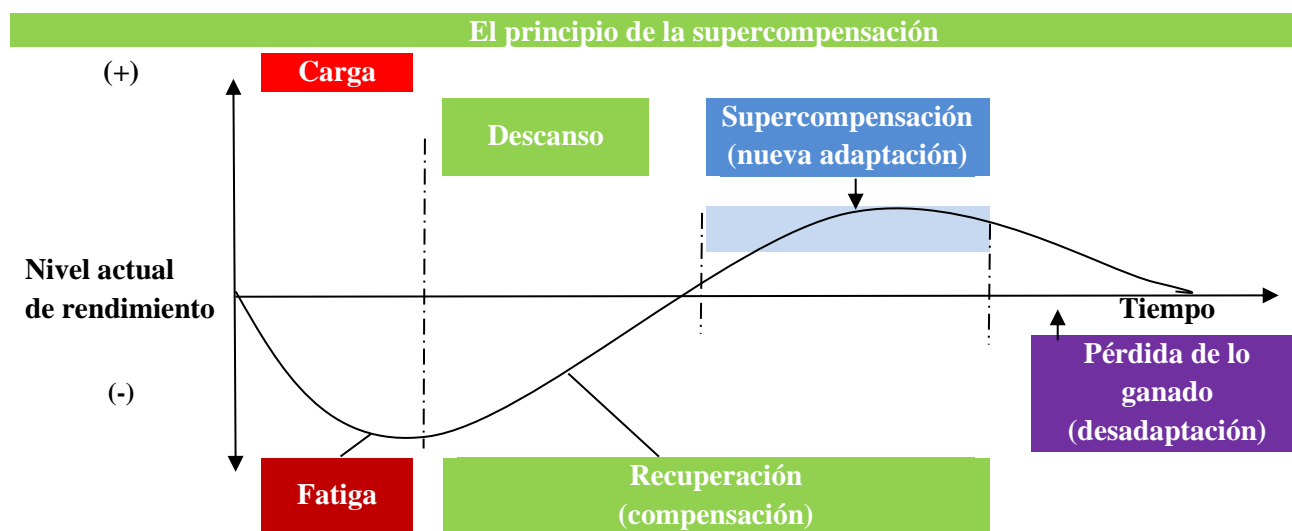 El principio de la supercompensación
(+)
Carga
Descanso
Supercompensación
(nueva adaptación)
Nivel actual
de rendimiento
Tiempo
(-)
Pérdida de lo
ganado
(desadaptación)
Fatiga
Recuperación
(compensación)